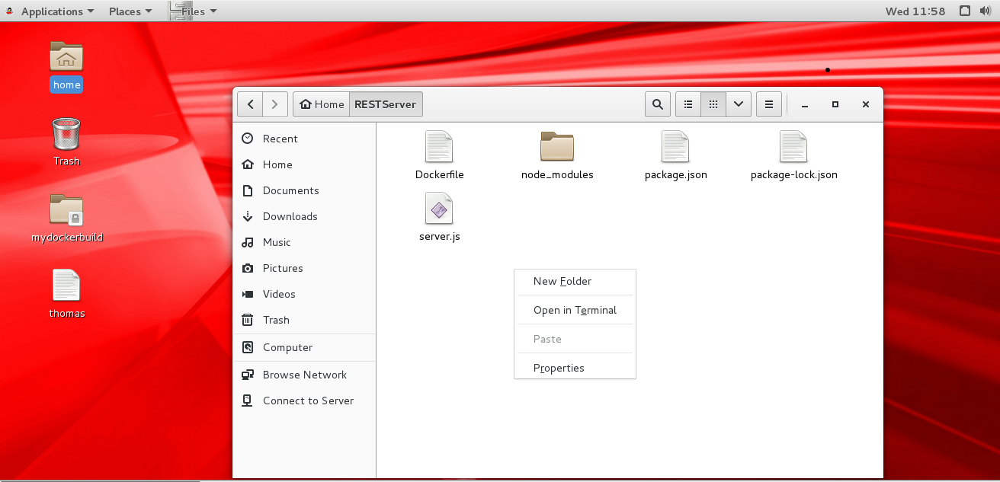 Applications Places Files Wed 11:58
home
Trash
mydockerbuild
thomas
Home RESTServer
Recent
Home
Documents
Downloads
Music
Pictures
Videos
Trash
Computer
Browse Network
Connect to Server
Dockerfile node_modules package.json package-lock.json
server.js
New Folder
Open in Terminal
Paste
Properties